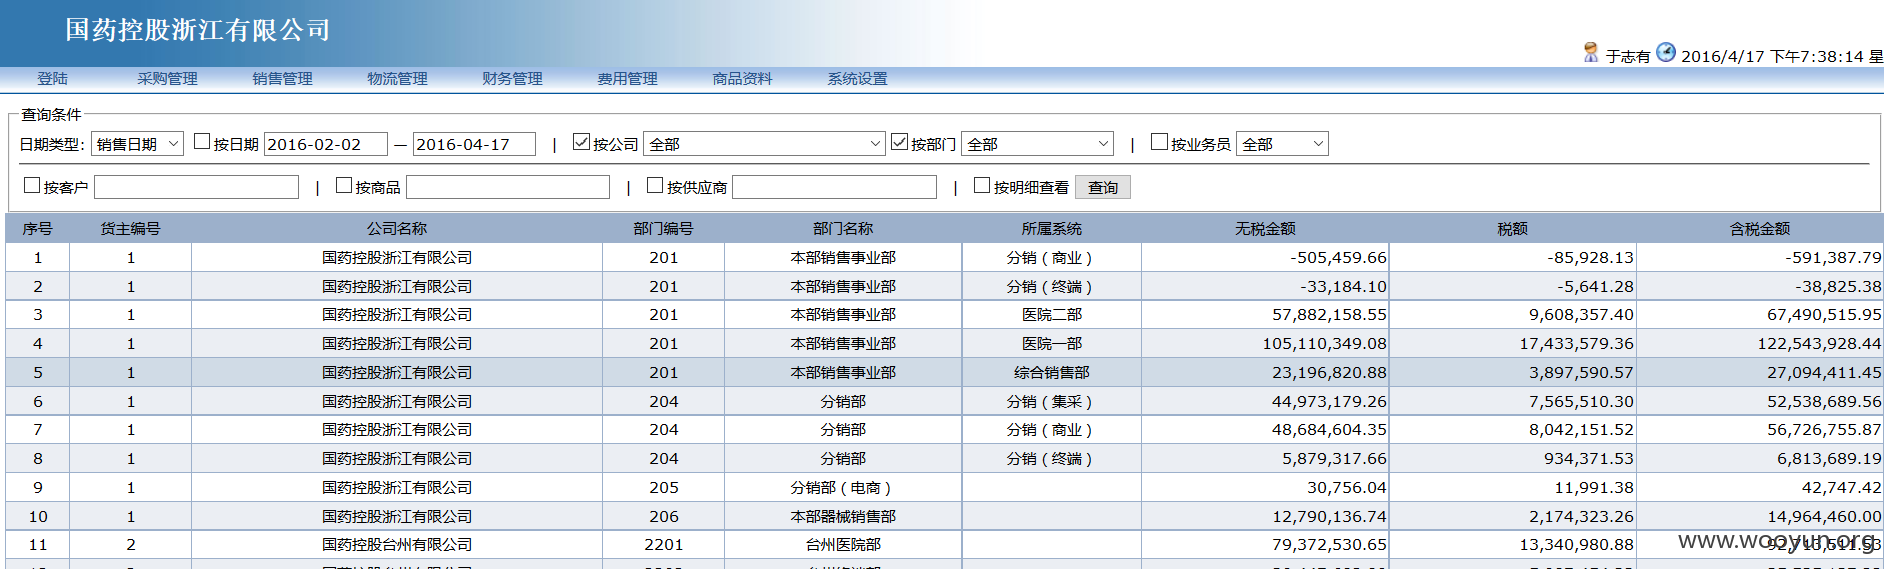 国药控股浙江有限公司
于志有 2016/4/17 下午7:38:14 星
登陆 采购管理 销售管理 物流管理 财务管理 费用管理 商品资料 系统设置
查询条件
日期类型: 销售日期 按日期 2016-02-02 — 2016-04-17 | 按公司 全部 按部门 全部 | 按业务员 全部
按客户 | 按商品 | 按供应商 | 按明细查看 查询
序号 货主编号 公司名称 部门编号 部门名称 所属系统 无税金额 税额 含税金额
1 1 国药控股浙江有限公司 201 本部销售事业部 分销（商业） -505,459.66 -85,928.13 -591,387.79
2 1 国药控股浙江有限公司 201 本部销售事业部 分销（终端） -33,184.10 -5,641.28 -38,825.38
3 1 国药控股浙江有限公司 201 本部销售事业部 医院二部 57,882,158.55 9,608,357.40 67,490,515.95
4 1 国药控股浙江有限公司 201 本部销售事业部 医院一部 105,110,349.08 17,433,579.36 122,543,928.44
5 1 国药控股浙江有限公司 201 本部销售事业部 综合销售部 23,196,820.88 3,897,590.57 27,094,411.45
6 1 国药控股浙江有限公司 204 分销部 分销（集采） 44,973,179.26 7,565,510.30 52,538,689.56
7 1 国药控股浙江有限公司 204 分销部 分销（商业） 48,684,604.35 8,042,151.52 56,726,755.87
8 1 国药控股浙江有限公司 204 分销部 分销（终端） 5,879,317.66 934,371.53 6,813,689.19
9 1 国药控股浙江有限公司 205 分销部（电商） 30,756.04 11,991.38 42,747.42
10 1 国药控股浙江有限公司 206 本部器械销售部 12,790,136.74 2,174,323.26 14,964,460.00
11 2 国药控股台州有限公司 2201 台州医院部 79,372,530.65 13,340,980.88 92,713,511.53
www.wooyun.org